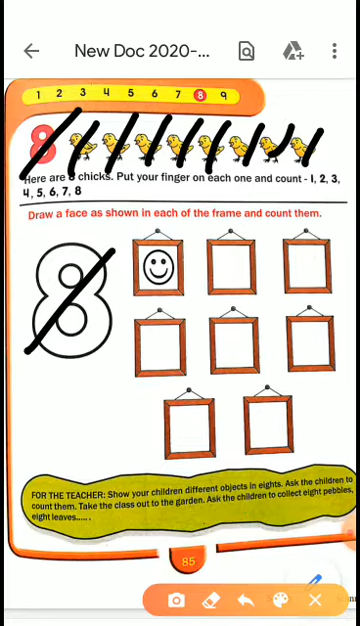 New Doc 2020-...
1 2 3 4 5 6 7 8 9
8
Here are 8 chicks. Put your finger on each one and count - 1, 2, 3,
4, 5, 6, 7, 8
Draw a face as shown in each of the frame and count them.
8
FOR THE TEACHER: Show your children different objects in eights. Ask the children to
count them. Take the class out to the garden. Ask the children to collect eight pebbles,
eight leaves......
85